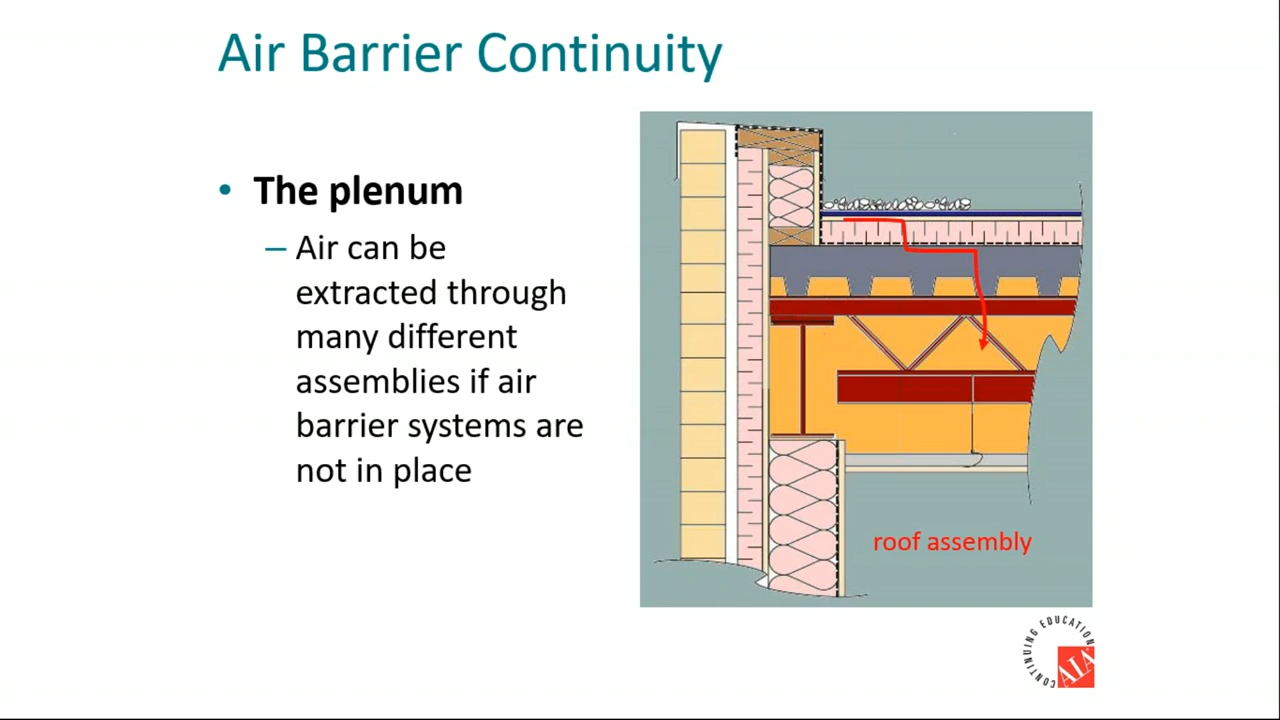 Air Barrier Continuity
• The plenum
– Air can be
extracted through
many different
assemblies if air
barrier systems are
not in place
roof assembly
CONTINUING EDUCATION
AIA